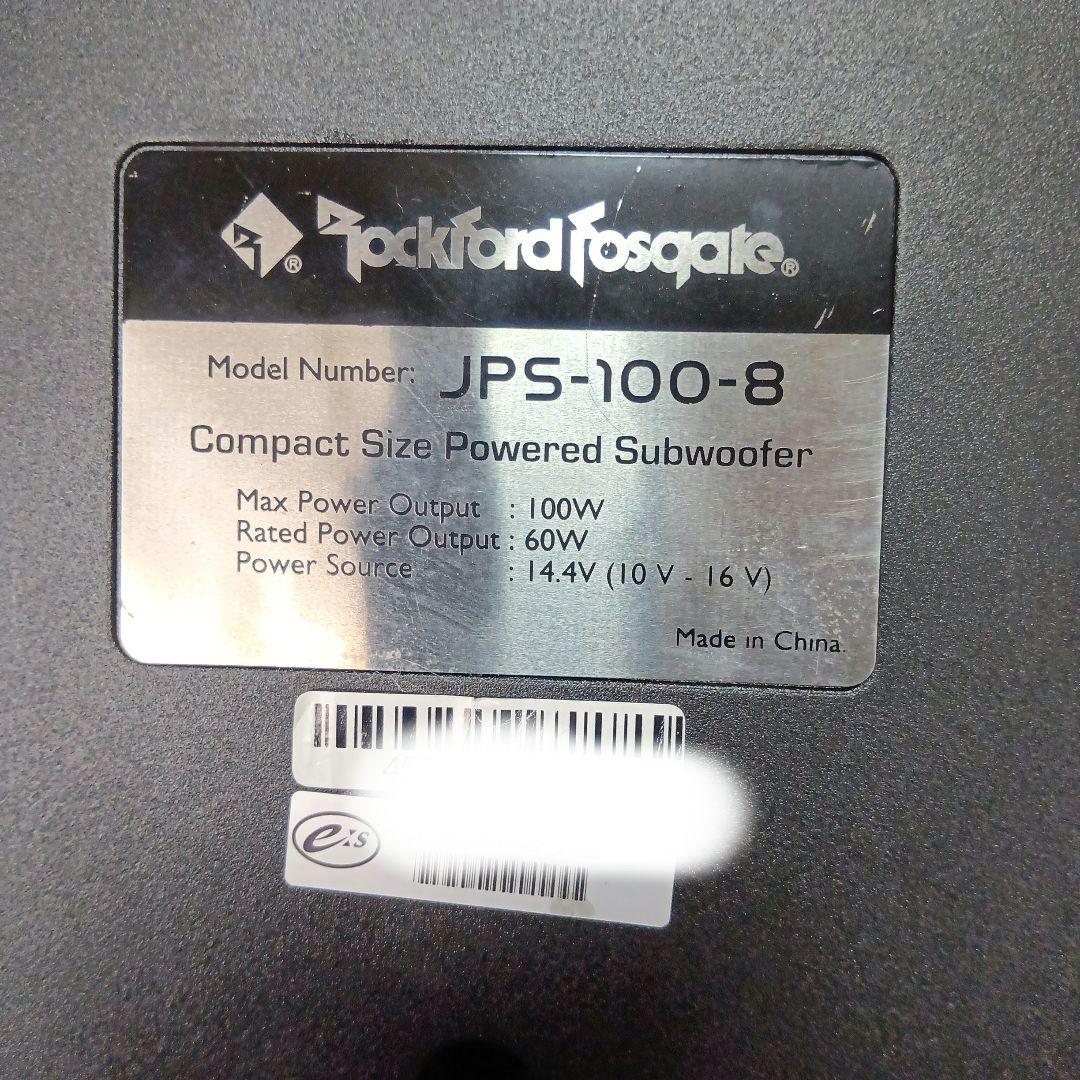 R® Rockford Fosgate®
Model Number: JPS-100-8
Compact Size Powered Subwoofer
Max Power Output : 100W
Rated Power Output : 60W
Power Source : 14.4V (10 V - 16 V)
Made in China.
e:s